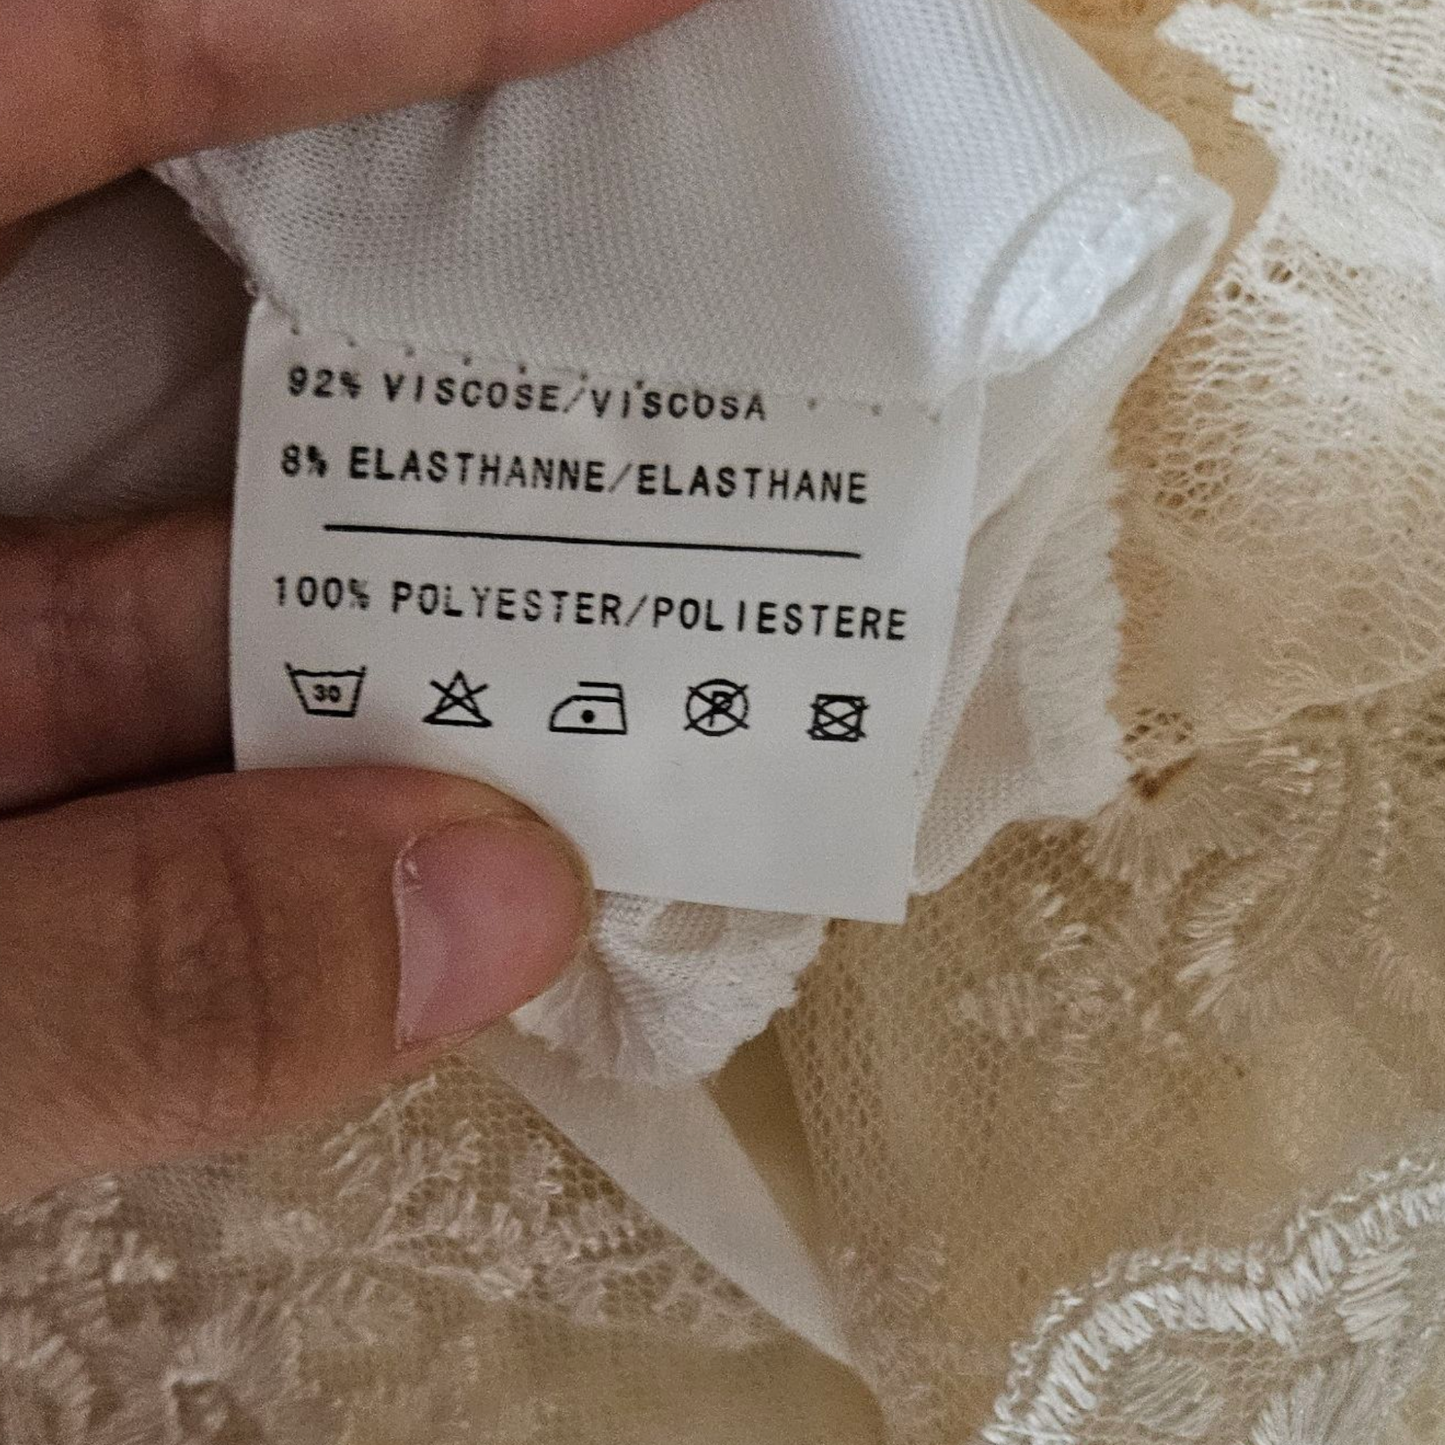 92% VISCOSE/VISCOSA
8% ELASTHANNE/ELASTHANE
100% POLYESTER/POLIESTERE
30 P